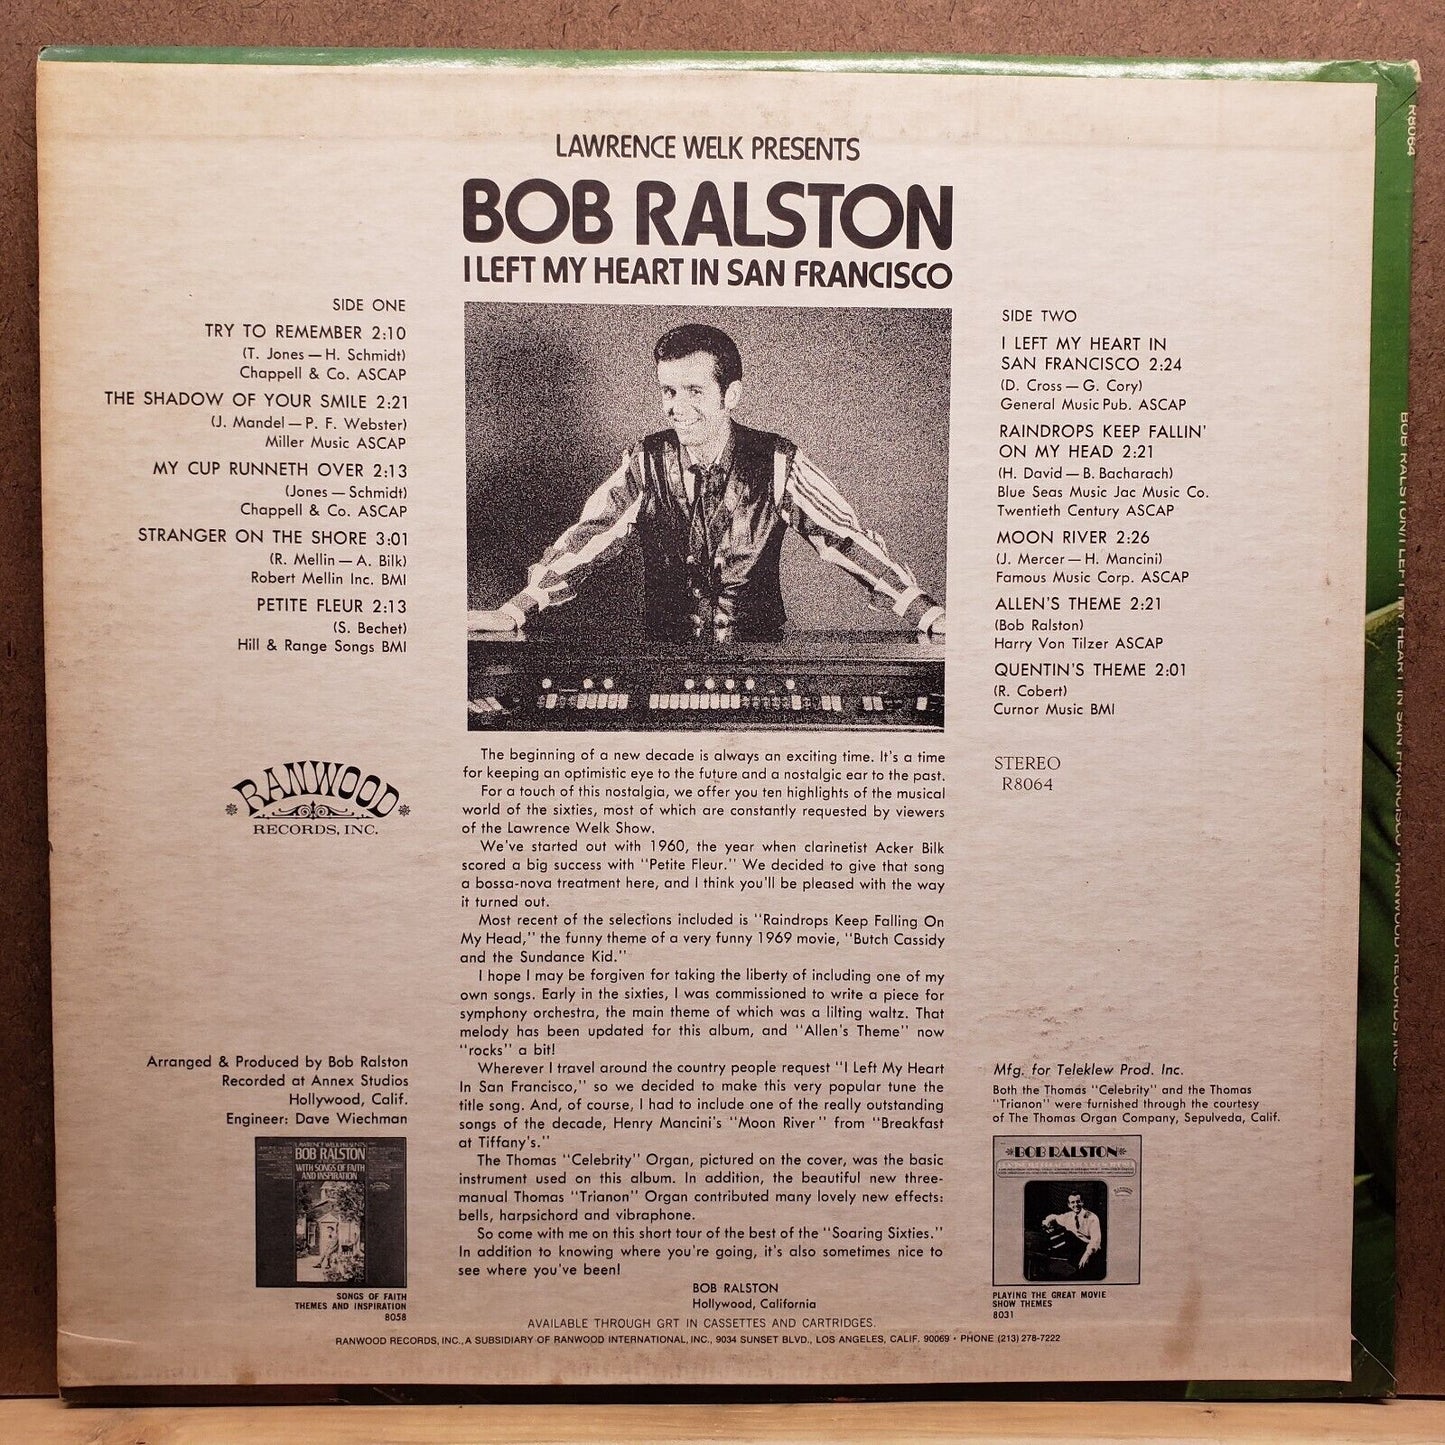 LAWRENCE WELK PRESENTS
BOB RALSTON
I LEFT MY HEART IN SAN FRANCISCO
SIDE ONE
TRY TO REMEMBER 2:10
(T. Jones — H. Schmidt)
Chappell & Co. ASCAP
THE SHADOW OF YOUR SMILE 2:21
(J. Mandel — P. F. Webster)
Miller Music ASCAP
MY CUP RUNNETH OVER 2:13
(Jones — Schmidt)
Chappell & Co. ASCAP
STRANGER ON THE SHORE 3:01
(R. Mellin — A. Bilk)
Robert Mellin Inc. BMI
PETITE FLEUR 2:13
(S. Bechet)
Hill & Range Songs BMI
SIDE TWO
I LEFT MY HEART IN
SAN FRANCISCO 2:24
(D. Cross — G. Cory)
General Music Pub. ASCAP
RAINDROPS KEEP FALLIN'
ON MY HEAD 2:21
(H. David — B. Bacharach)
Blue Seas Music Jac Music Co.
Twentieth Century ASCAP
MOON RIVER 2:26
(J. Mercer — H. Mancini)
Famous Music Corp. ASCAP
ALLEN'S THEME 2:21
(Bob Ralston)
Harry Von Tilzer ASCAP
QUENTIN'S THEME 2:01
(R. Cobert)
Curnor Music BMI
RANWOOD
RECORDS, INC.
STEREO
R8064
The beginning of a new decade is always an exciting time. It's a time
for keeping an optimistic eye to the future and a nostalgic ear to the past.
For a touch of this nostalgia, we offer you ten highlights of the musical
world of the sixties, most of which are constantly requested by viewers
of the Lawrence Welk Show.
We've started out with 1960, the year when clarinetist Acker Bilk
scored a big success with "Petite Fleur." We decided to give that song
a bossa-nova treatment here, and I think you'll be pleased with the way
it turned out.
Most recent of the selections included is "Raindrops Keep Falling On
My Head," the funny theme of a very funny 1969 movie, "Butch Cassidy
and the Sundance Kid."
I hope I may be forgiven for taking the liberty of including one of my
own songs. Early in the sixties, I was commissioned to write a piece for
symphony orchestra, the main theme of which was a lilting waltz. That
melody has been updated for this album, and "Allen's Theme" now
"rocks" a bit!
Wherever I travel around the country people request "I Left My Heart
In San Francisco," so we decided to make this very popular tune the
title song. And, of course, I had to include one of the really outstanding
songs of the decade, Henry Mancini's "Moon River" from "Breakfast
at Tiffany's."
The Thomas "Celebrity" Organ, pictured on the cover, was the basic
instrument used on this album. In addition, the beautiful new three-
manual Thomas "Trianon" Organ contributed many lovely new effects:
bells, harpsichord and vibraphone.
So come with me on this short tour of the best of the "Soaring Sixties."
In addition to knowing where you're going, it's also sometimes nice to
see where you've been!
BOB RALSTON
Hollywood, California
Arranged & Produced by Bob Ralston
Recorded at Annex Studios
Hollywood, Calif.
Engineer: Dave Wiechman
LAWRENCE WELK PRESENTS
BOB RALSTON
WITH SONGS OF FAITH
AND INSPIRATION
SONGS OF FAITH
THEMES AND INSPIRATION
8058
Mfg. for Teleklew Prod. Inc.
Both the Thomas "Celebrity" and the Thomas
"Trianon" were furnished through the courtesy
of The Thomas Organ Company, Sepulveda, Calif.
BOB RALSTON
PLAYING THE GREAT MOVIE
SHOW THEMES
8031
AVAILABLE THROUGH GRT IN CASSETTES AND CARTRIDGES.
RANWOOD RECORDS, INC., A SUBSIDIARY OF RANWOOD INTERNATIONAL, INC., 9034 SUNSET BLVD., LOS ANGELES, CALIF. 90069 • PHONE (213) 278-7222
R8064
BOB RALSTON/I LEFT MY HEART IN SAN FRANCISCO • RANWOOD RECORDS, INC.